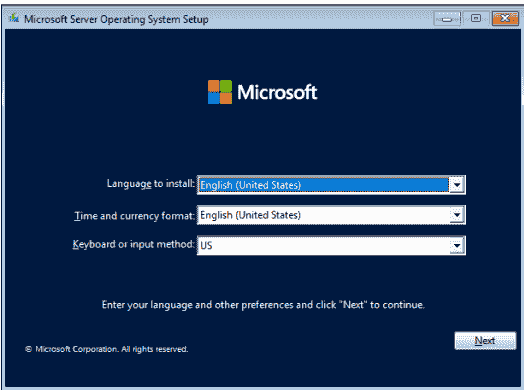 Microsoft Server Operating System Setup
Microsoft
Language to install: English (United States)
Time and currency format: English (United States)
Keyboard or input method: US
Enter your language and other preferences and click "Next" to continue.
Next
© Microsoft Corporation. All rights reserved.